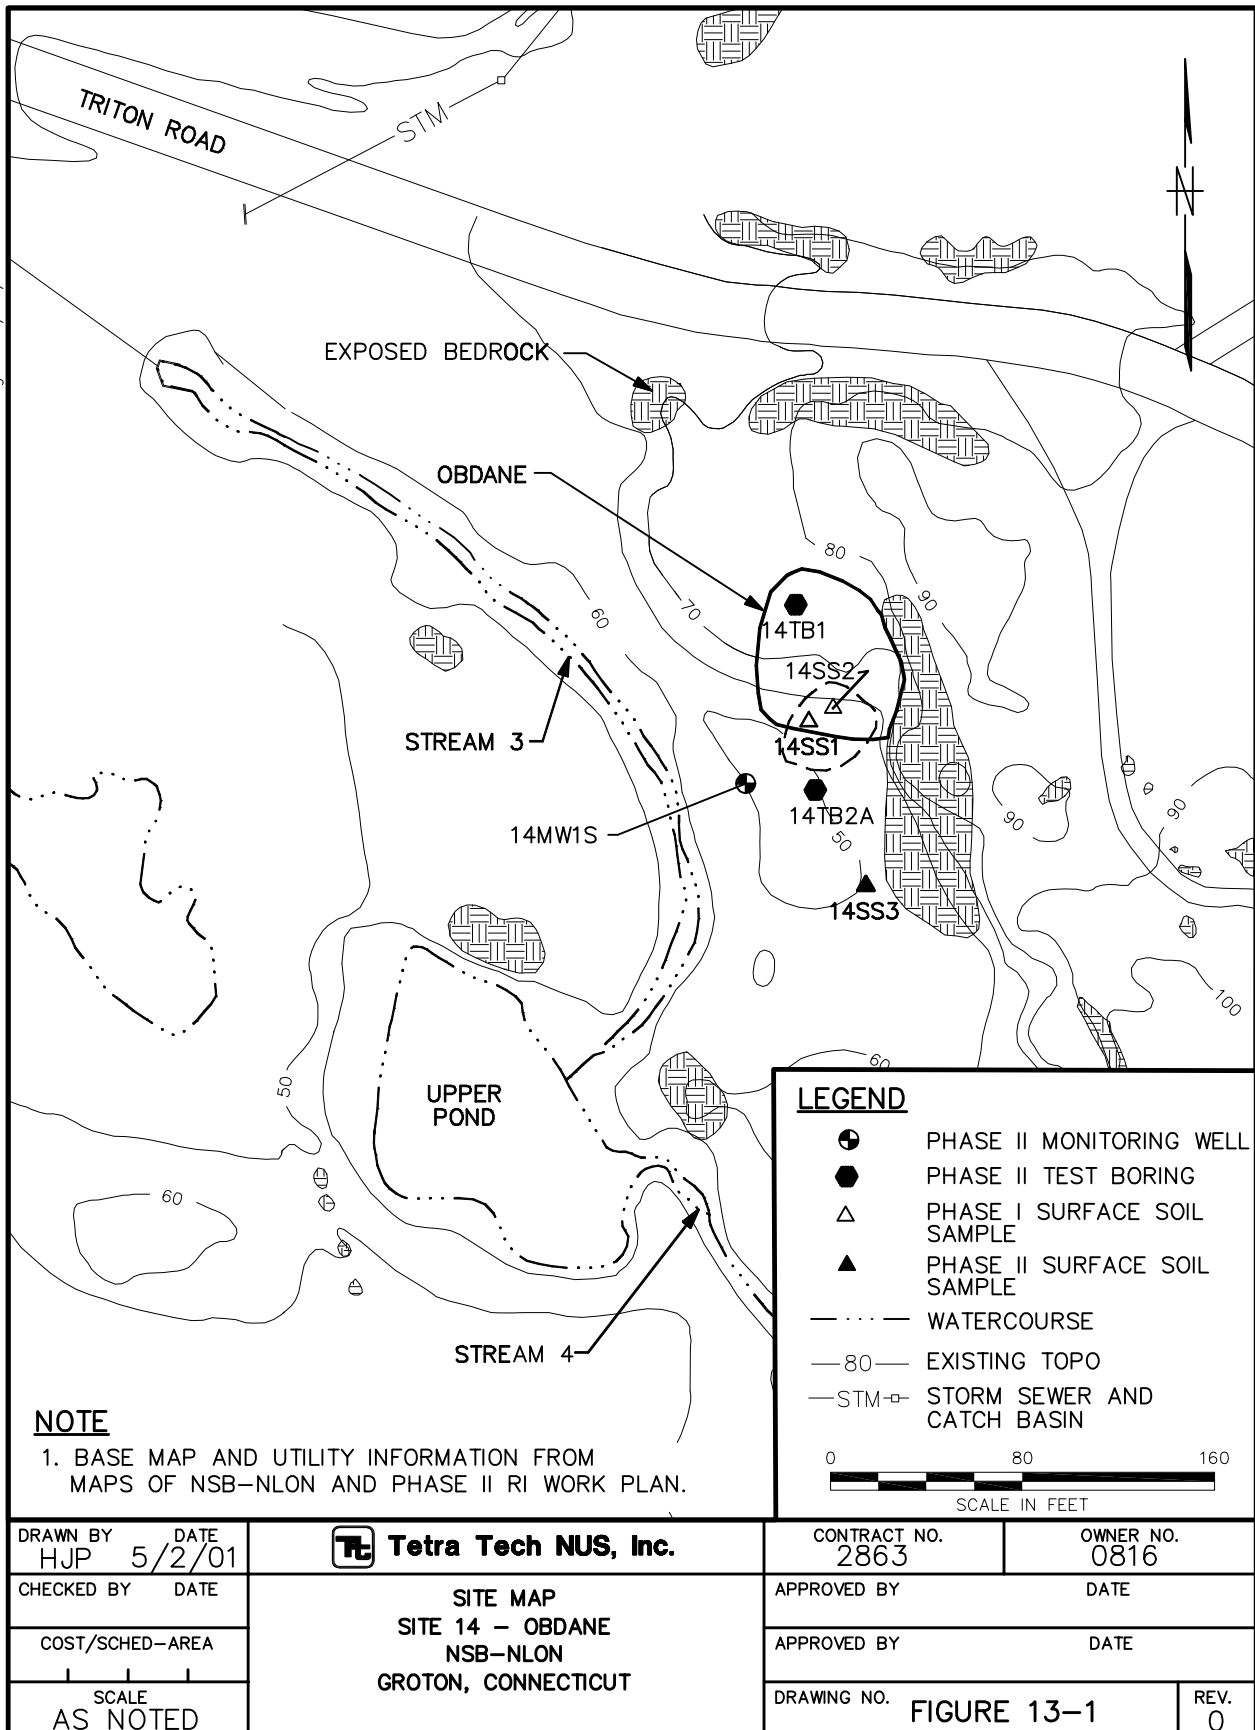 TRITON ROAD
STM
N
EXPOSED BEDROCK
OBDANE
80
60
70
90
14TB1
14SS2
14SS1
STREAM 3
14MW1S
14TB2A
50
90
90
14SS3
100
60
50
UPPER
POND
60
STREAM 4
LEGEND
PHASE II MONITORING WELL
PHASE II TEST BORING
PHASE I SURFACE SOIL
SAMPLE
PHASE II SURFACE SOIL
SAMPLE
WATERCOURSE
80 EXISTING TOPO
STM STORM SEWER AND
CATCH BASIN
0 80 160
SCALE IN FEET
NOTE
1. BASE MAP AND UTILITY INFORMATION FROM
MAPS OF NSB-NLON AND PHASE II RI WORK PLAN.
DRAWN BY DATE
HJP 5/2/01
CHECKED BY DATE
COST/SCHED-AREA
SCALE
AS NOTED
Tt Tetra Tech NUS, Inc.
SITE MAP
SITE 14 - OBDANE
NSB-NLON
GROTON, CONNECTICUT
CONTRACT NO.
2863
OWNER NO.
0816
APPROVED BY DATE
APPROVED BY DATE
DRAWING NO. FIGURE 13-1
REV.
0